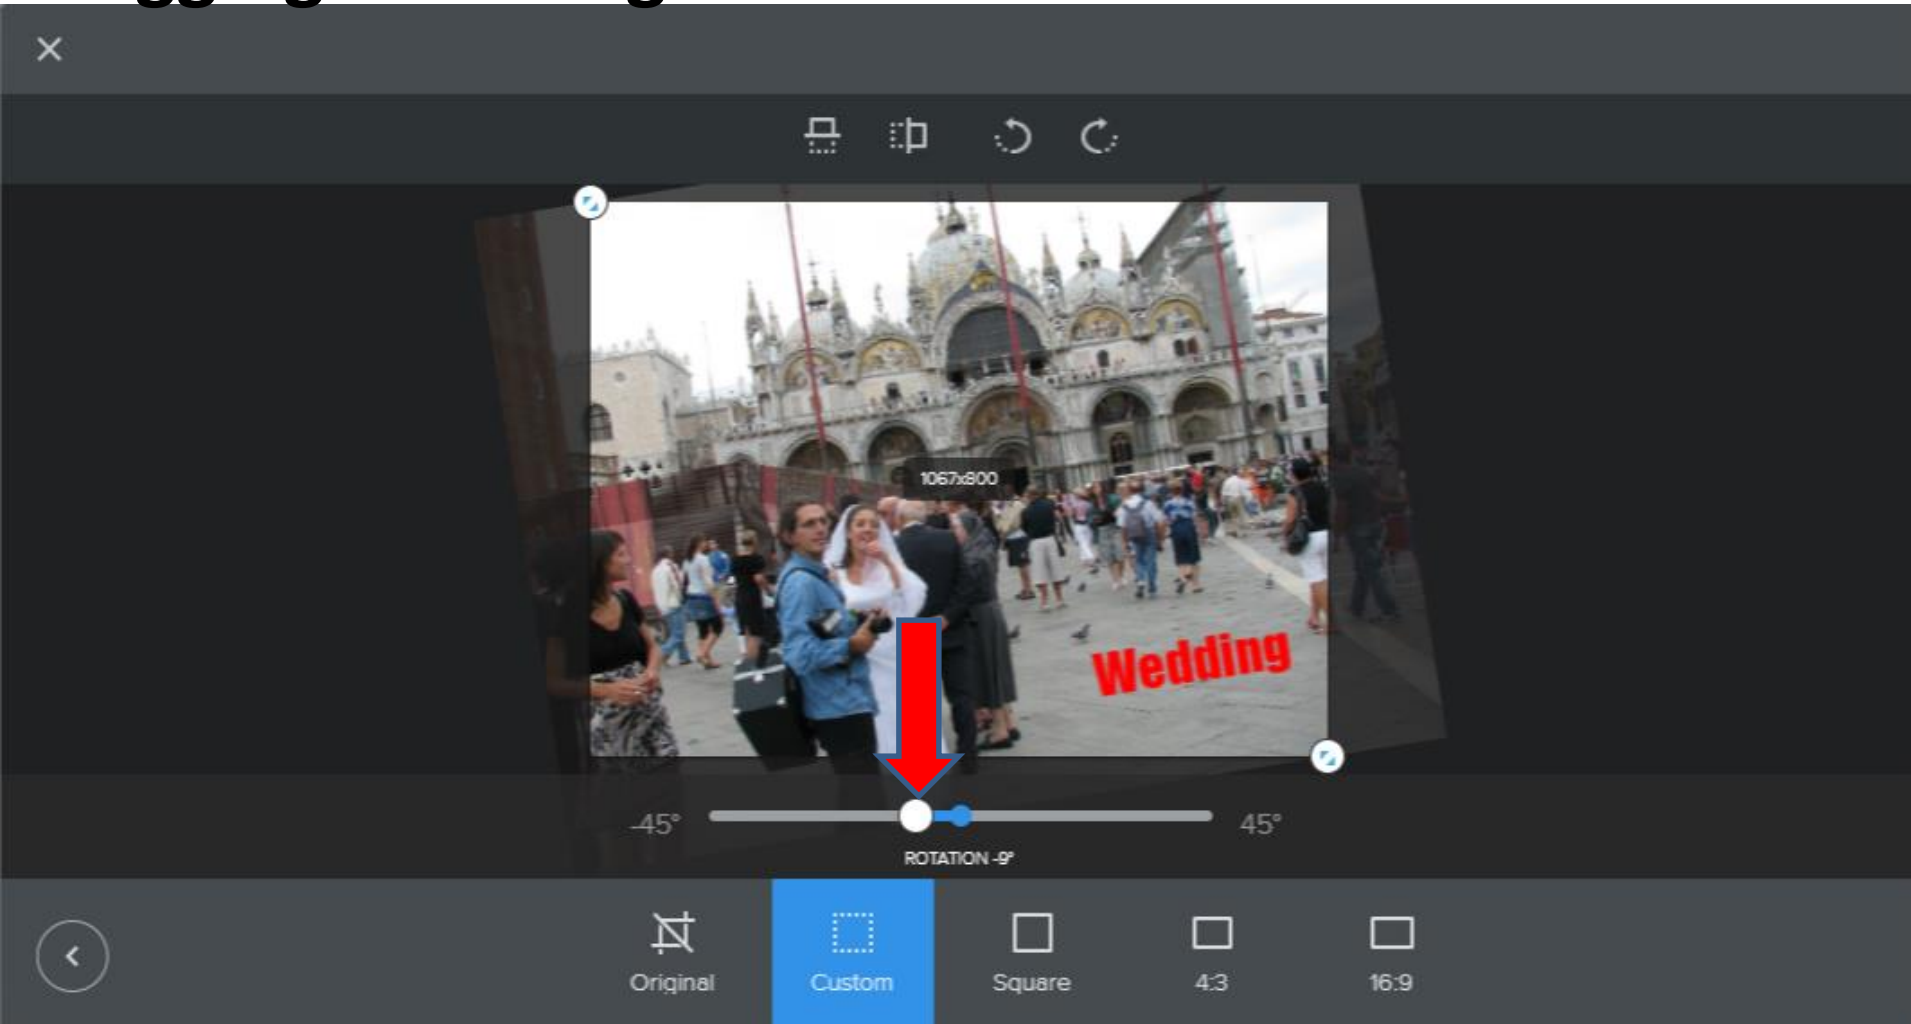 1067x800
Wedding
-45°
45°
ROTATION -9°
Original
Custom
Square
4:3
16:9